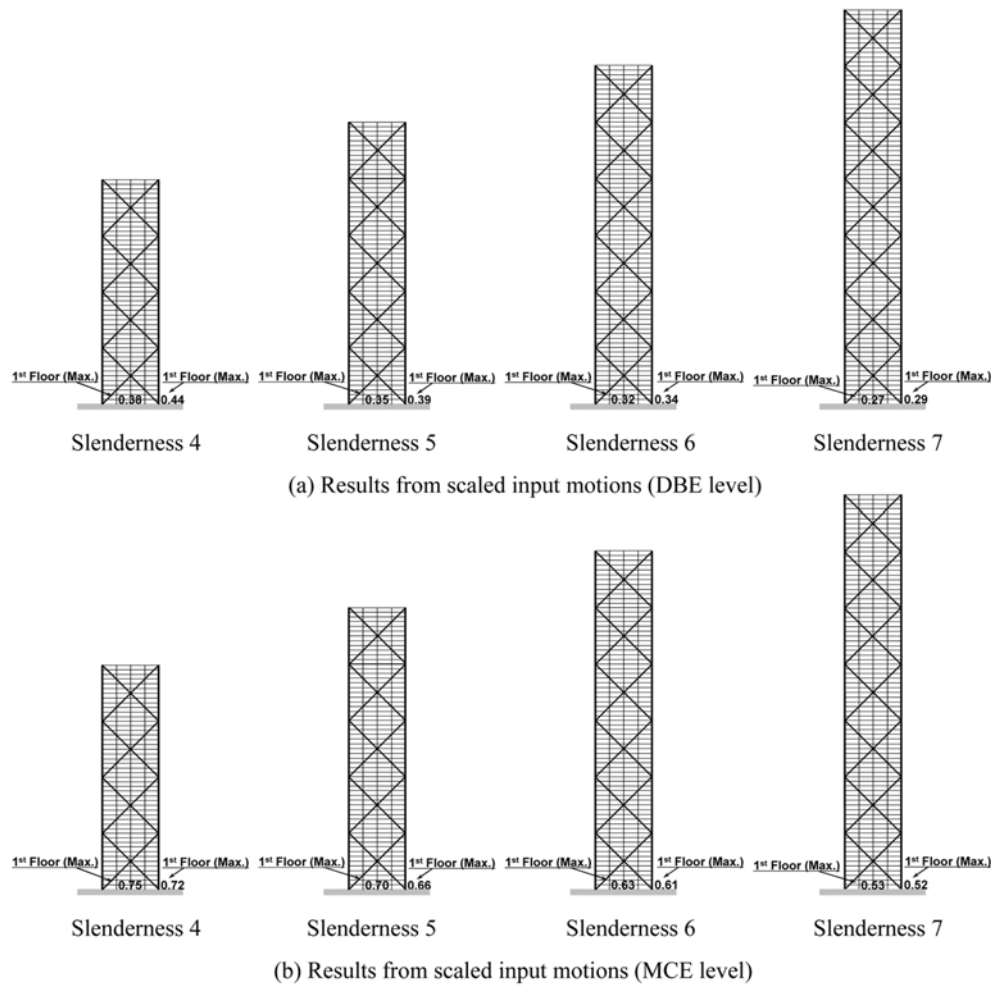 1st Floor (Max.) 1st Floor (Max.) 1st Floor (Max.) 1st Floor (Max.) 1st Floor (Max.) 1st Floor (Max.) 1st Floor (Max.) 1st Floor (Max.)
0.38 0.44 0.35 0.39 0.32 0.34 0.27 0.29
Slenderness 4 Slenderness 5 Slenderness 6 Slenderness 7
(a) Results from scaled input motions (DBE level)
1st Floor (Max.) 1st Floor (Max.) 1st Floor (Max.) 1st Floor (Max.) 1st Floor (Max.) 1st Floor (Max.) 1st Floor (Max.) 1st Floor (Max.)
0.75 0.72 0.70 0.66 0.63 0.61 0.53 0.52
Slenderness 4 Slenderness 5 Slenderness 6 Slenderness 7
(b) Results from scaled input motions (MCE level)